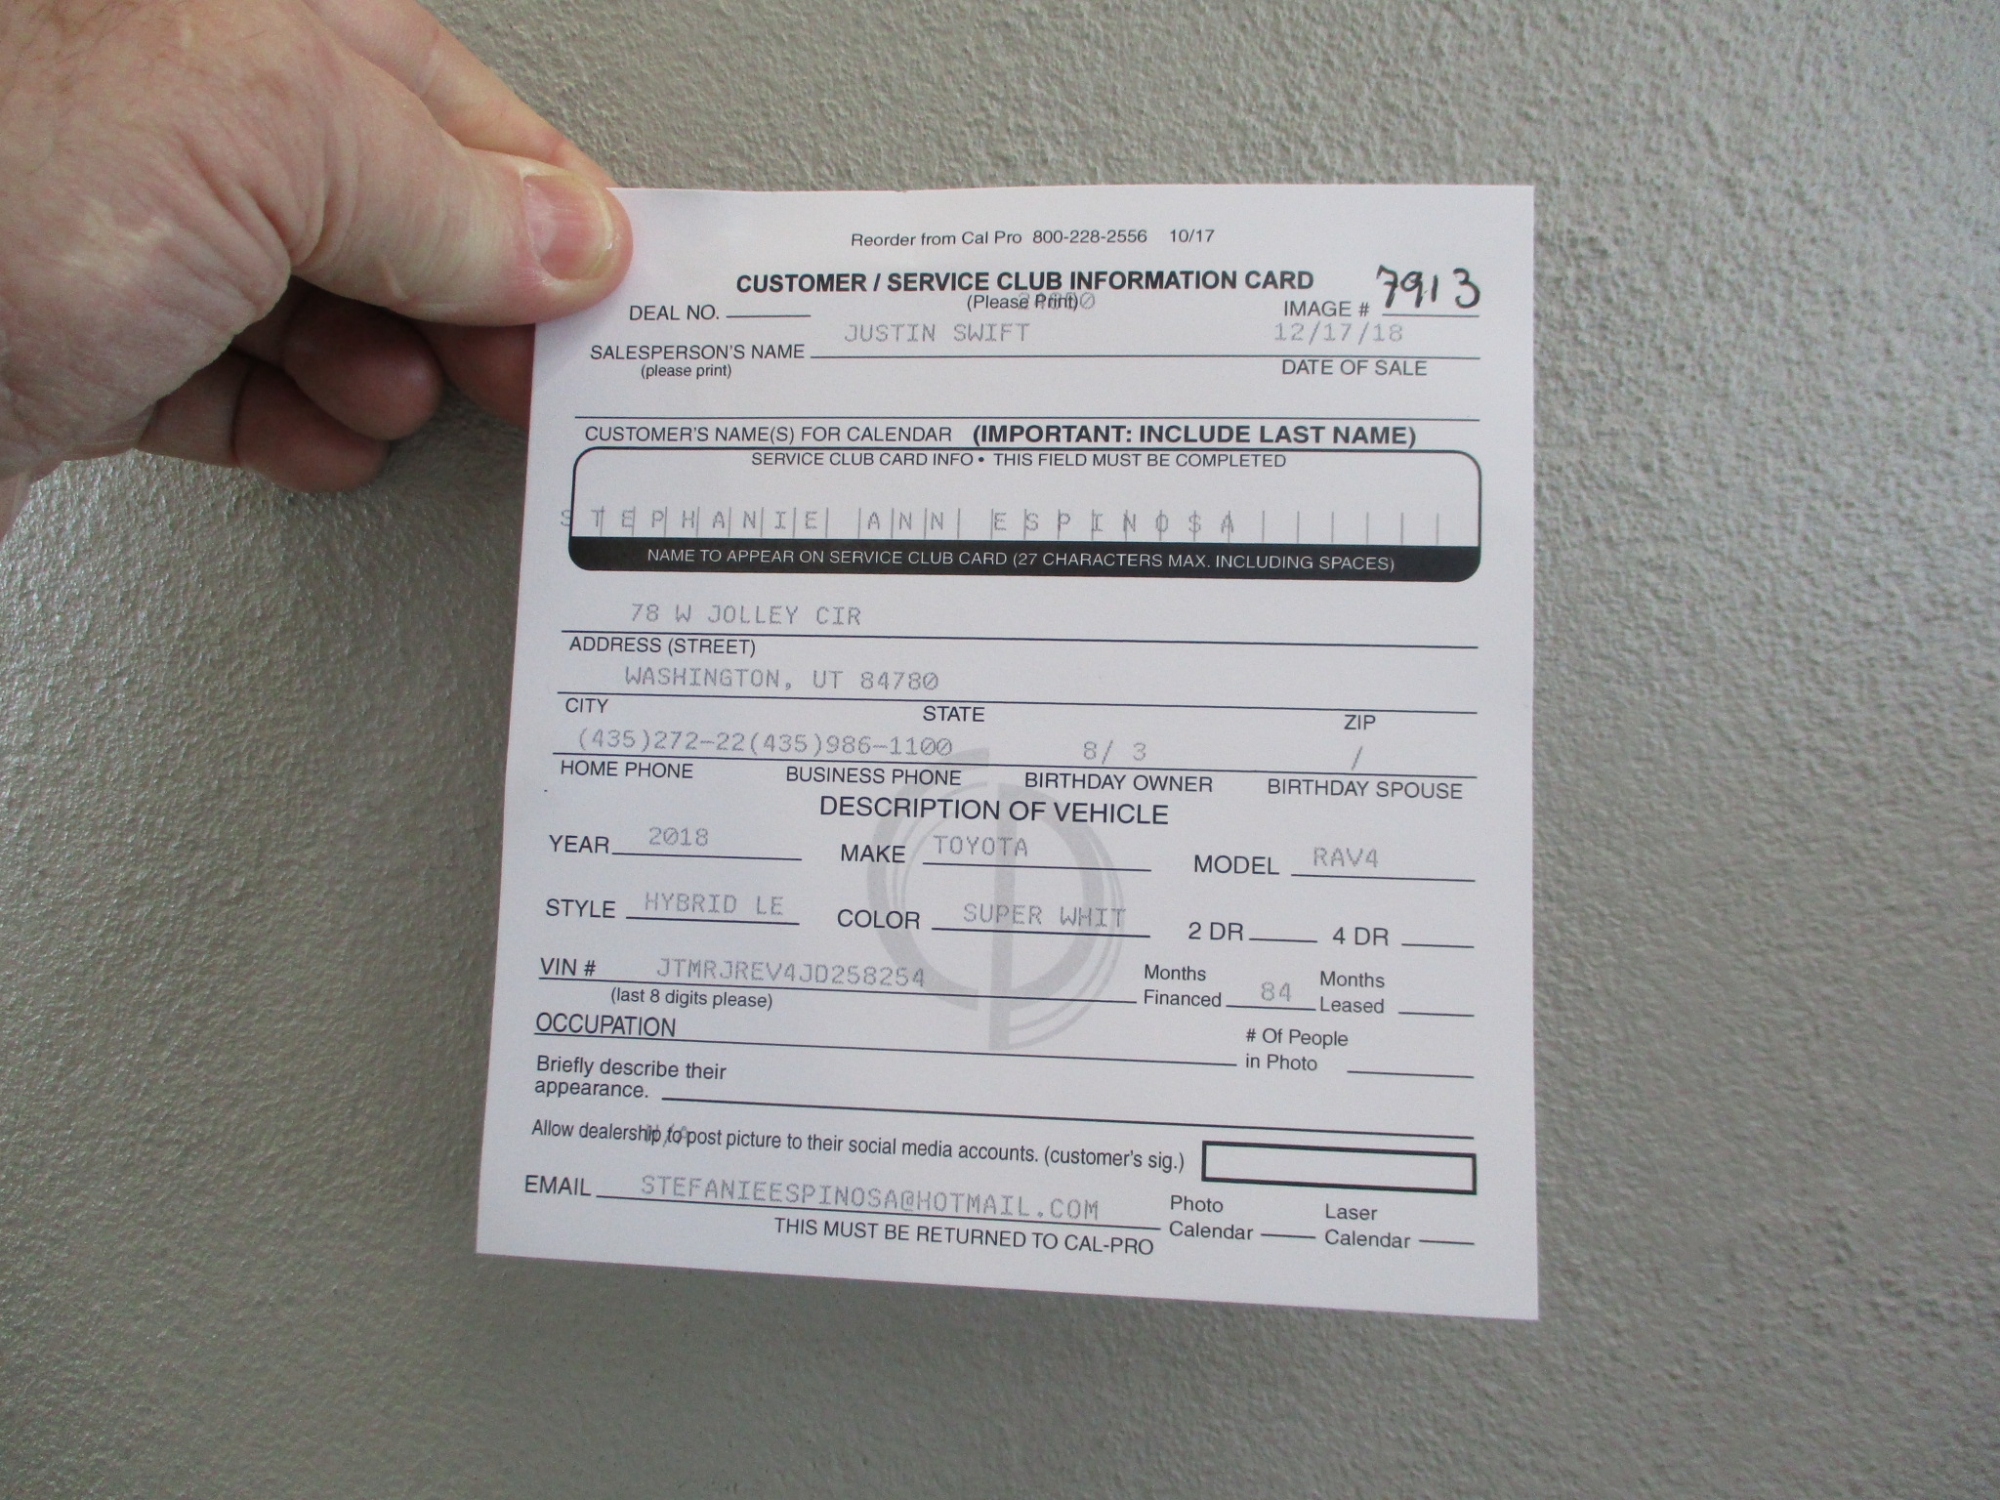 Reorder from Cal Pro 800-228-2556 10/17
CUSTOMER / SERVICE CLUB INFORMATION CARD
(Please Print)
DEAL NO. IMAGE # 7913
JUSTIN SWIFT 12/17/18
SALESPERSON'S NAME
(please print) DATE OF SALE
CUSTOMER'S NAME(S) FOR CALENDAR (IMPORTANT: INCLUDE LAST NAME)
SERVICE CLUB CARD INFO • THIS FIELD MUST BE COMPLETED
STEPHANIE ANN ESPINOSA
NAME TO APPEAR ON SERVICE CLUB CARD (27 CHARACTERS MAX. INCLUDING SPACES)
78 W JOLLEY CIR
ADDRESS (STREET)
WASHINGTON, UT 84780
CITY STATE ZIP
(435)272-22(435)986-1100 8/ 3 /
HOME PHONE BUSINESS PHONE BIRTHDAY OWNER BIRTHDAY SPOUSE
DESCRIPTION OF VEHICLE
YEAR 2018 MAKE TOYOTA MODEL RAV4
STYLE HYBRID LE COLOR SUPER WHIT 2 DR 4 DR
VIN # JTMRJREV4JD258254 Months Financed 84 Months Leased
(last 8 digits please)
OCCUPATION # Of People in Photo
Briefly describe their
appearance.
Allow dealership to post picture to their social media accounts. (customer's sig.)
N/A
EMAIL STEFANIEESPINOSA@HOTMAIL.COM Photo Calendar Laser Calendar
THIS MUST BE RETURNED TO CAL-PRO